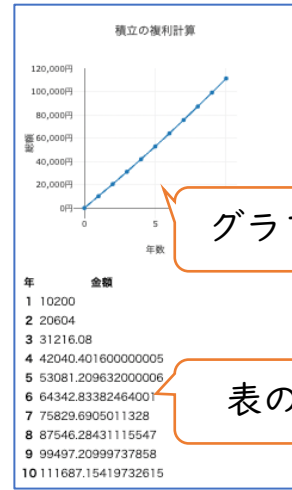 積立の複利計算
120,000円
100,000円
80,000円
60,000円
40,000円
20,000円
0円
総額
0
5
年数
グラ
年 金額
1 10200
2 20604
3 31216.08
4 42040.401600000005
5 53081.209632000006
6 64342.83382464001
7 75829.6905011328
8 87546.28431115547
9 99497.20999737858
10 111687.15419732615
表の